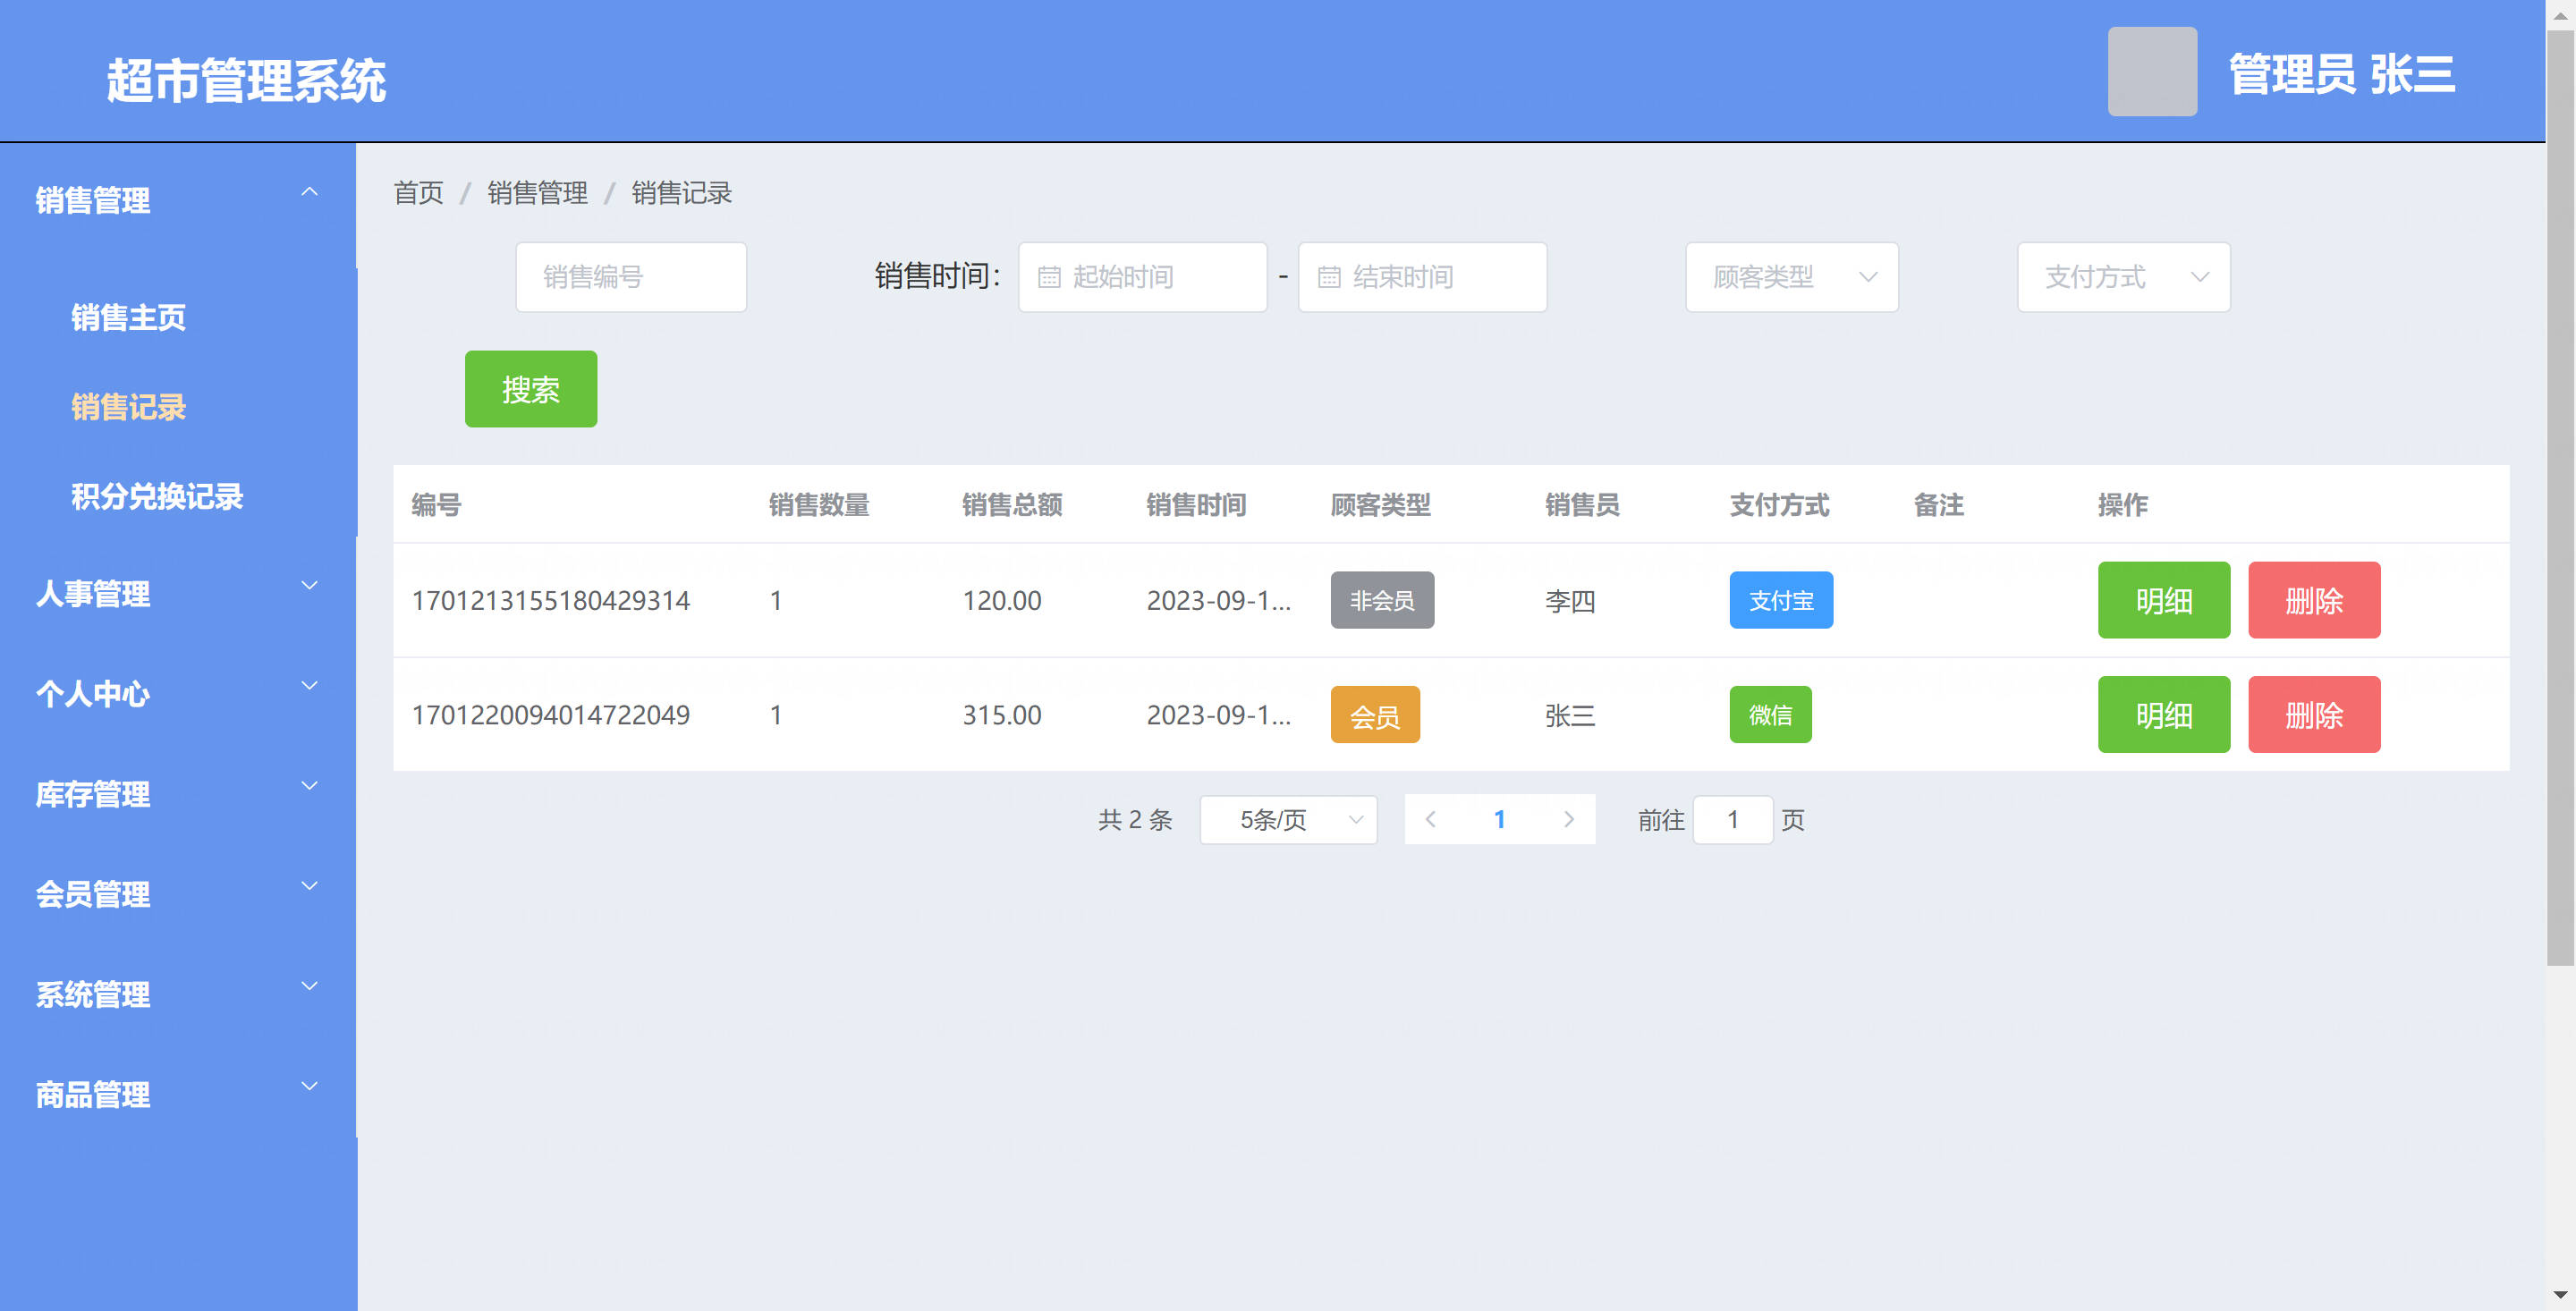 超市管理系统
管理员 张三
销售管理
销售主页
销售记录
积分兑换记录
人事管理
个人中心
库存管理
会员管理
系统管理
商品管理
首页 / 销售管理 / 销售记录
销售编号 销售时间: 起始时间 - 结束时间 顾客类型 支付方式
搜索
编号 销售数量 销售总额 销售时间 顾客类型 销售员 支付方式 备注 操作
1701213155180429314 1 120.00 2023-09-1... 非会员 李四 支付宝 明细 删除
1701220094014722049 1 315.00 2023-09-1... 会员 张三 微信 明细 删除
共 2 条 5条/页 1 前往 1 页